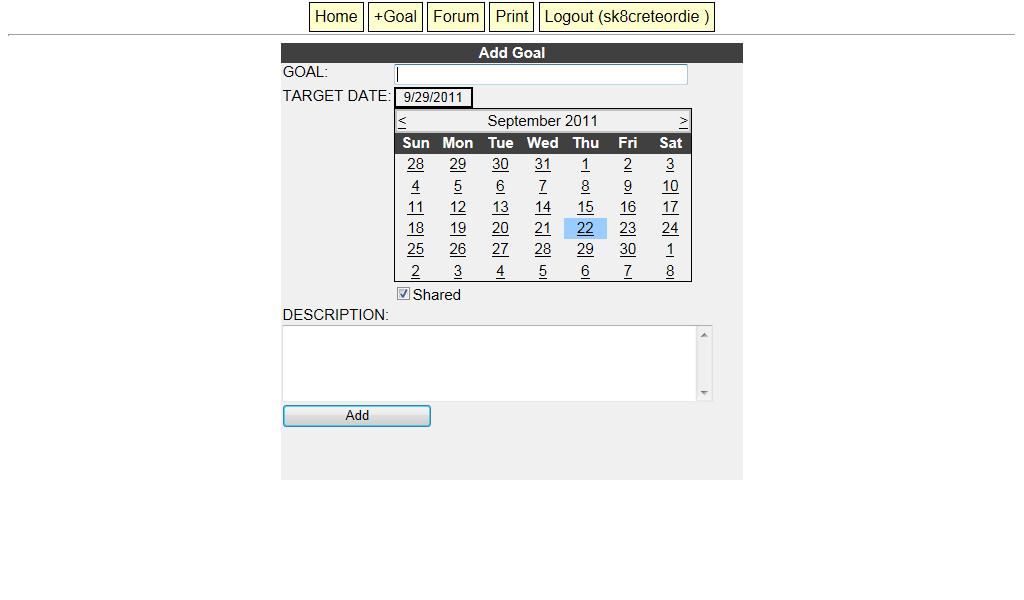 Home +Goal Forum Print Logout (sk8creteordie )
Add Goal
GOAL:
TARGET DATE: 9/29/2011
< September 2011 >
Sun Mon Tue Wed Thu Fri Sat
28 29 30 31 1 2 3
4 5 6 7 8 9 10
11 12 13 14 15 16 17
18 19 20 21 22 23 24
25 26 27 28 29 30 1
2 3 4 5 6 7 8
Shared
DESCRIPTION:
Add